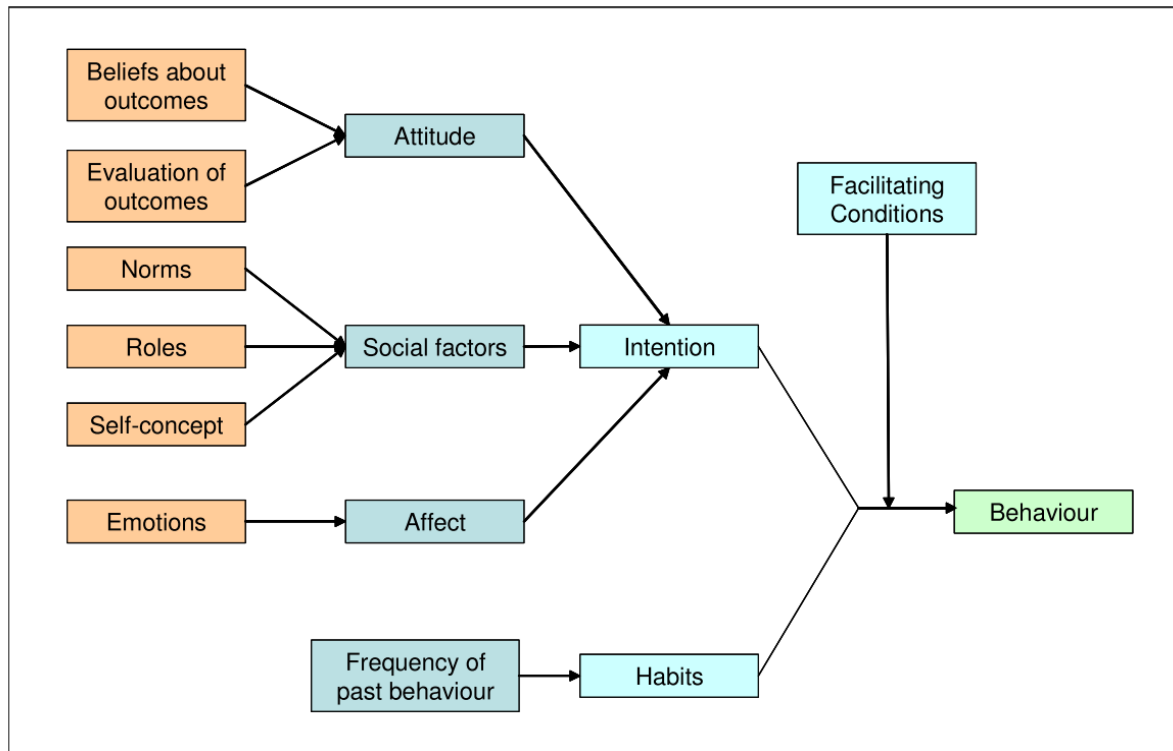 Beliefs about
outcomes
Attitude
Evaluation of
outcomes
Facilitating
Conditions
Norms
Roles
Social factors
Intention
Self-concept
Emotions
Affect
Behaviour
Frequency of
past behaviour
Habits